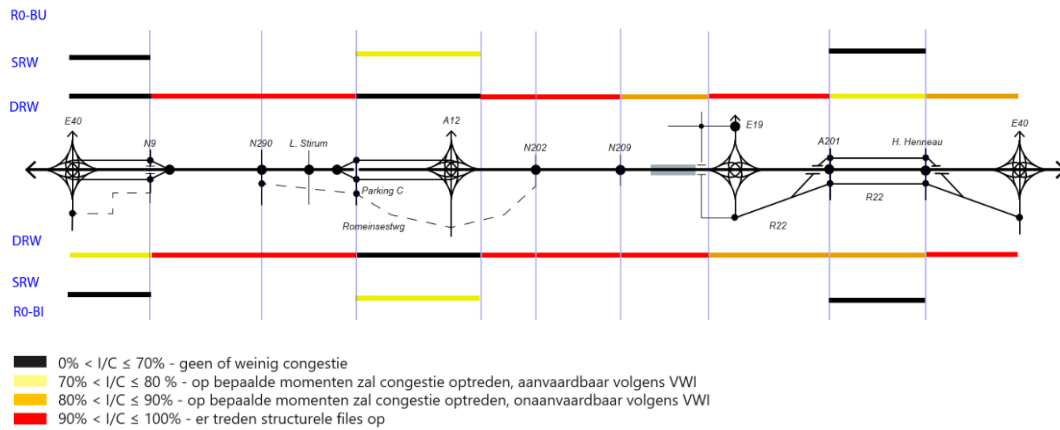 R0-BU
SRW
DRW
E40
N9
N290
L. Stirum
A12
N202
N209
E19
A201
H. Henneau
E40
Parking C
Romeinsestwg
R22
R22
DRW
SRW
R0-BI
0% < I/C ≤ 70% - geen of weinig congestie
70% < I/C ≤ 80 % - op bepaalde momenten zal congestie optreden, aanvaardbaar volgens VWI
80% < I/C ≤ 90% - op bepaalde momenten zal congestie optreden, onaanvaardbaar volgens VWI
90% < I/C ≤ 100% - er treden structurele files op